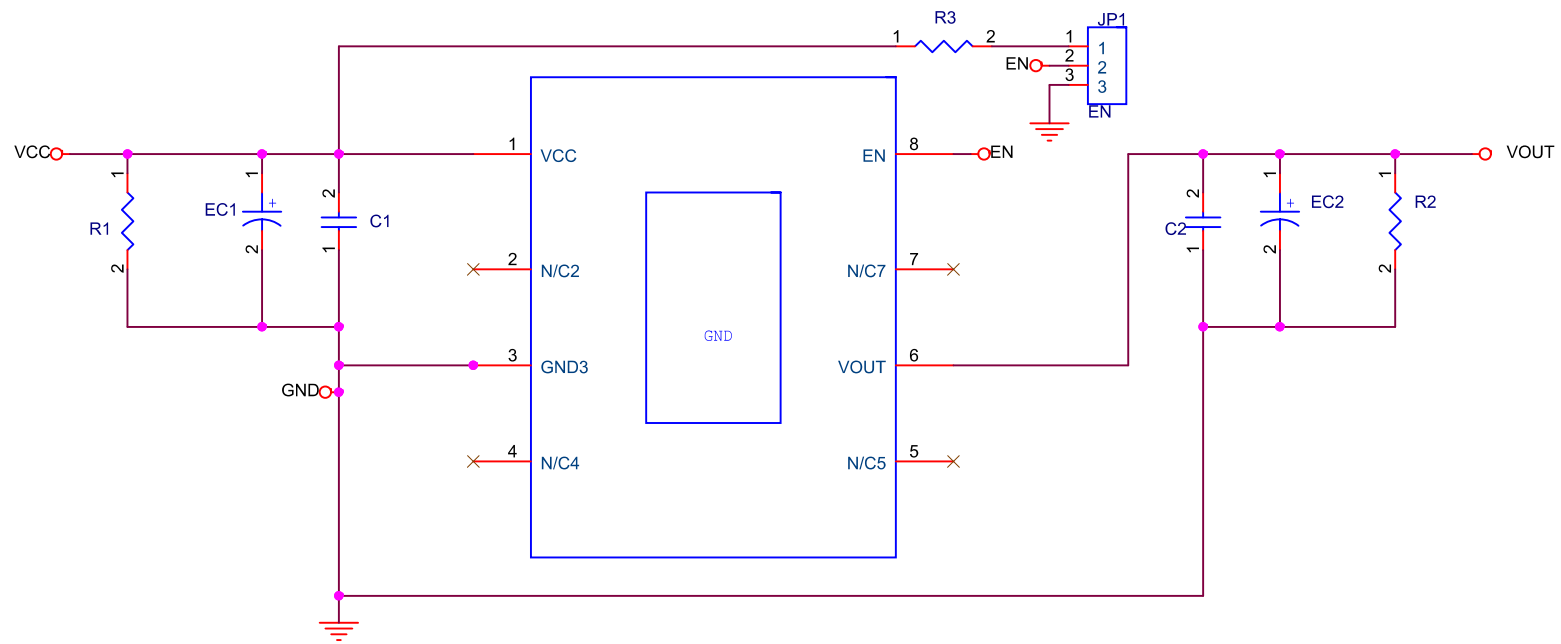 R3
JP1
1 2 1 1
EN 2 2
3 3
EN
VCC 1 VCC EN 8 EN VOUT
1 1 2 2 1 1
R1 EC1 + C1 C2 + EC2 R2
2 2 1 1 2 2
2 N/C2 N/C7 7
GND
3 GND3 VOUT 6
GND
4 N/C4 N/C5 5